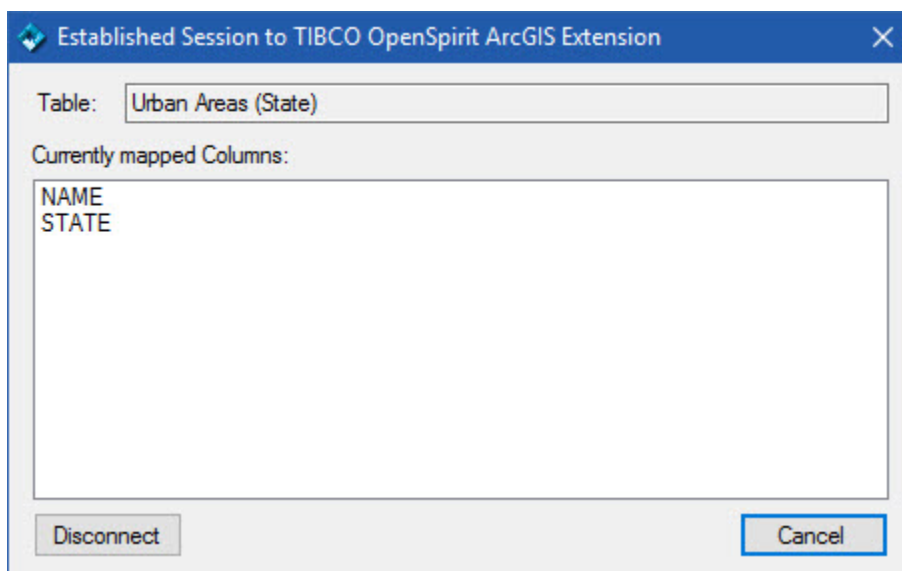 Established Session to TIBCO OpenSpirit ArcGIS Extension
Table: Urban Areas (State)
Currently mapped Columns:
NAME
STATE
Disconnect Cancel